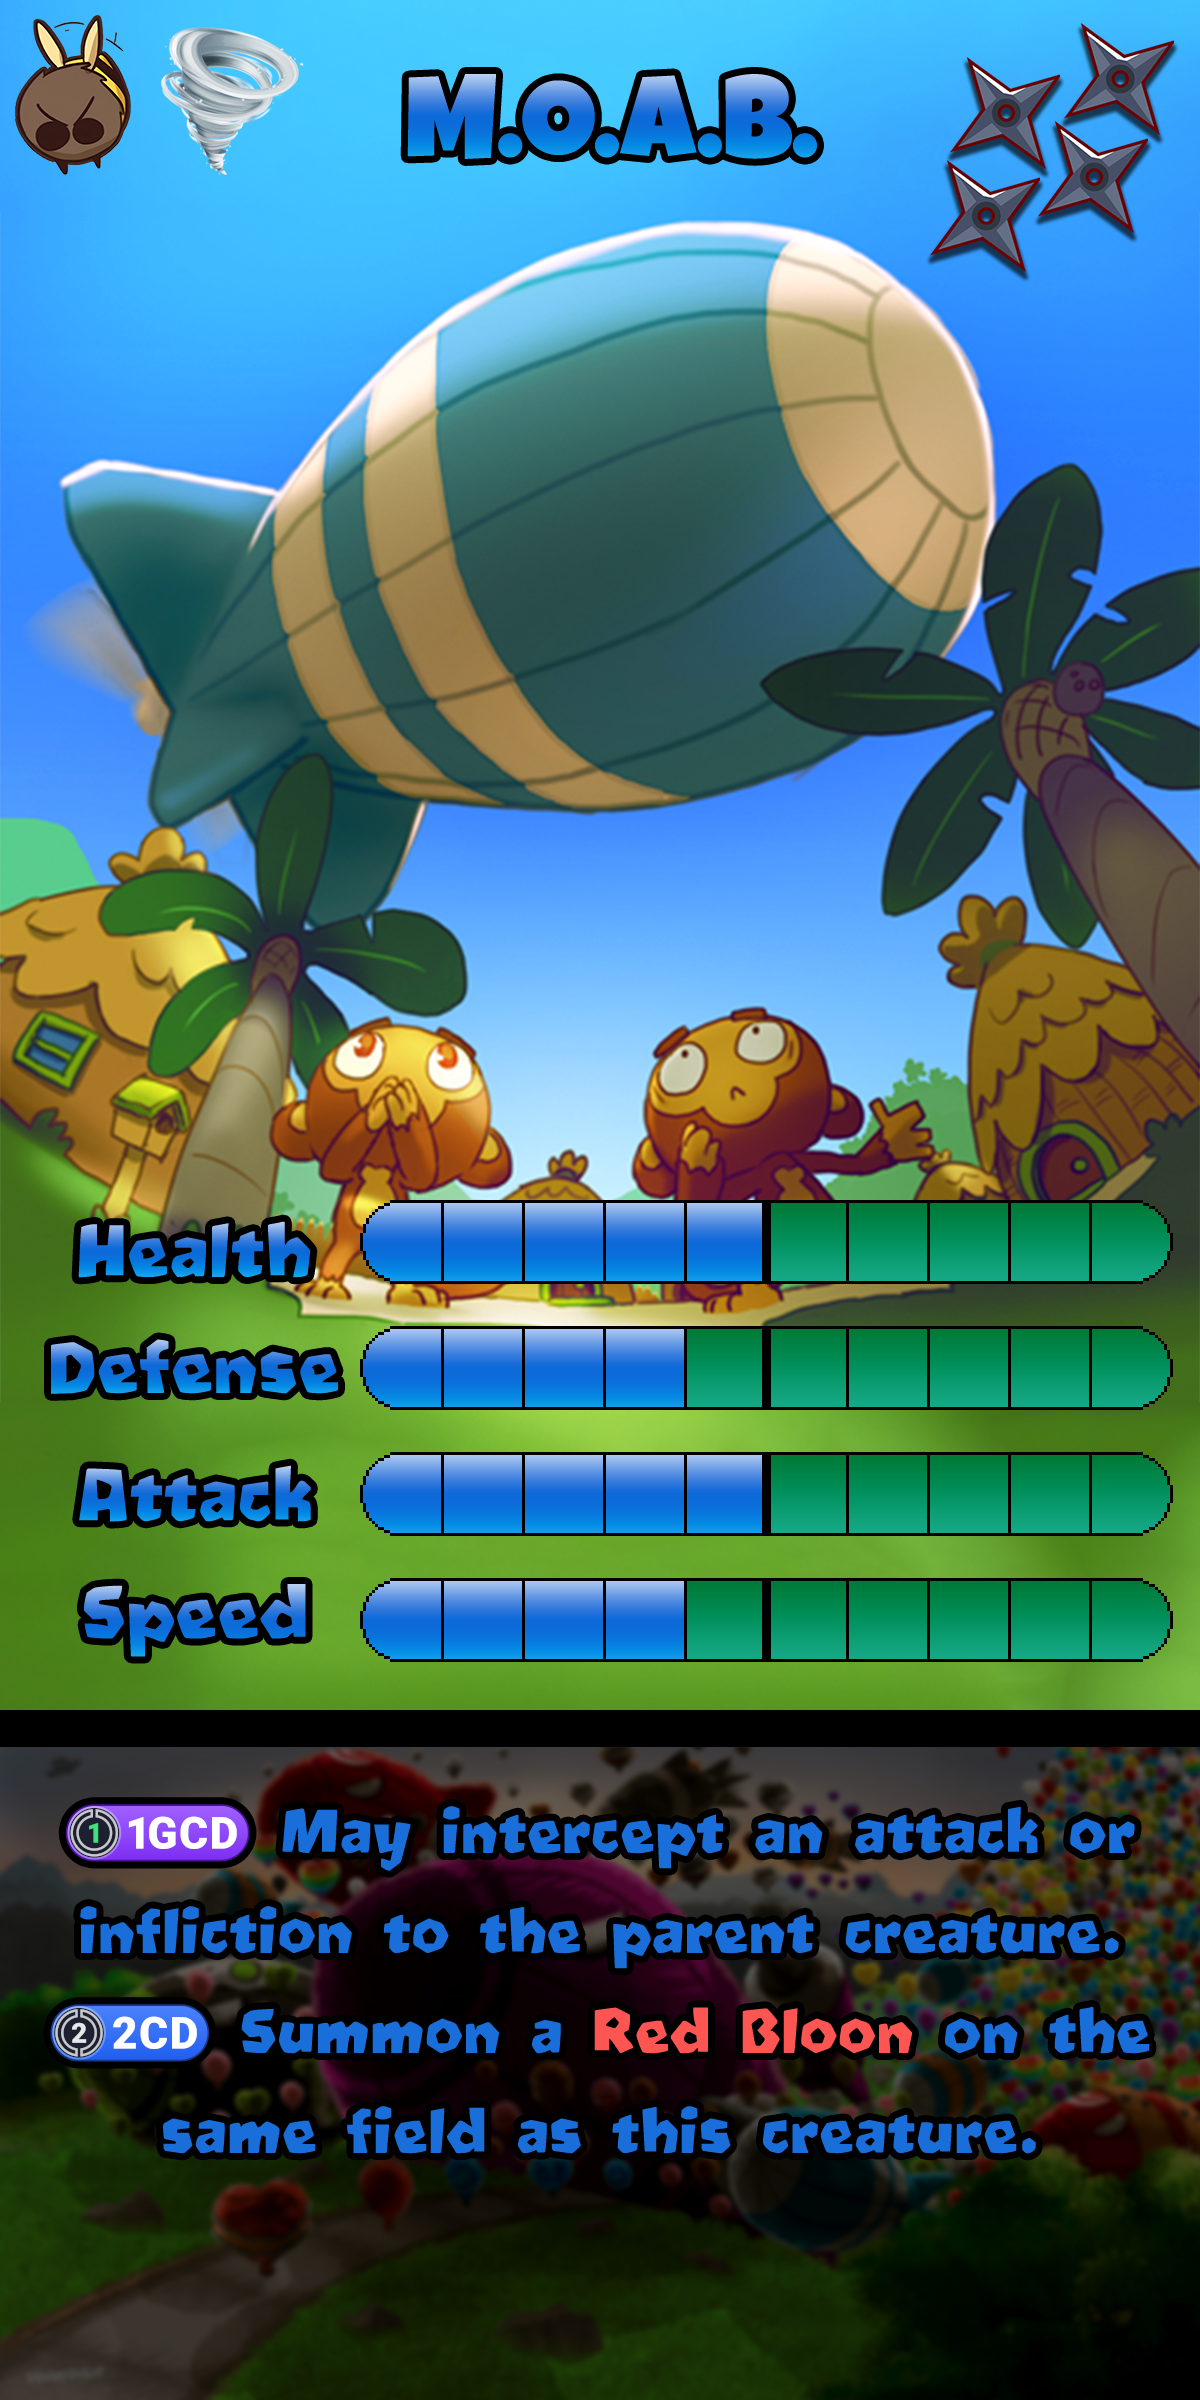 M.O.A.B.
Health
Defense
Attack
Speed
1 1GCD May intercept an attack or
infliction to the parent creature.
2 2CD Summon a Red Bloon on the
same field as this creature.